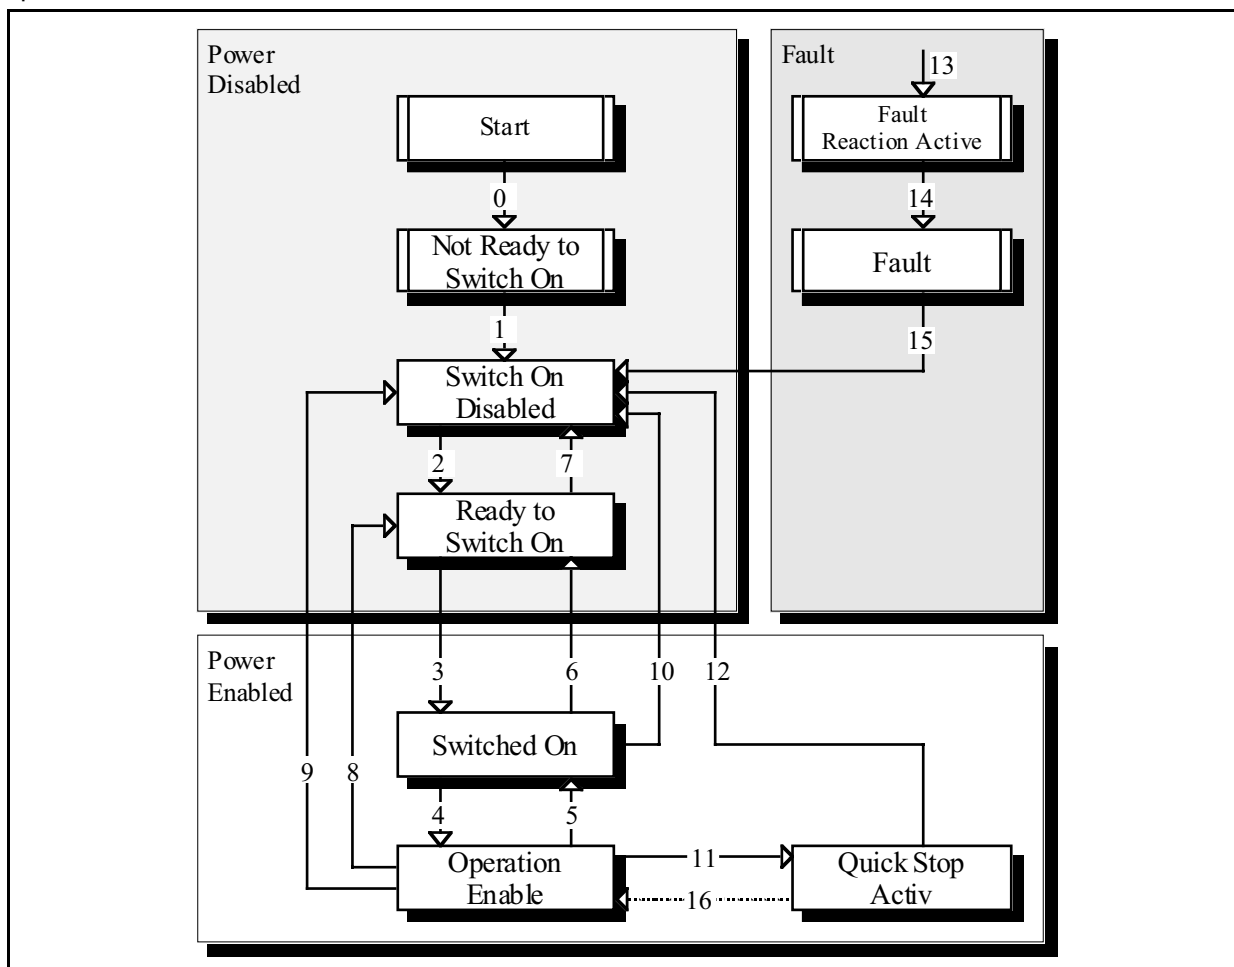 Power
Disabled
Fault
13
Start
Fault
Reaction Active
0
14
Not Ready to
Switch On
Fault
1
15
Switch On
Disabled
2
7
Ready to
Switch On
Power
Enabled
3
6
10
12
Switched On
9
8
4
5
Operation
Enable
11
16
Quick Stop
Activ